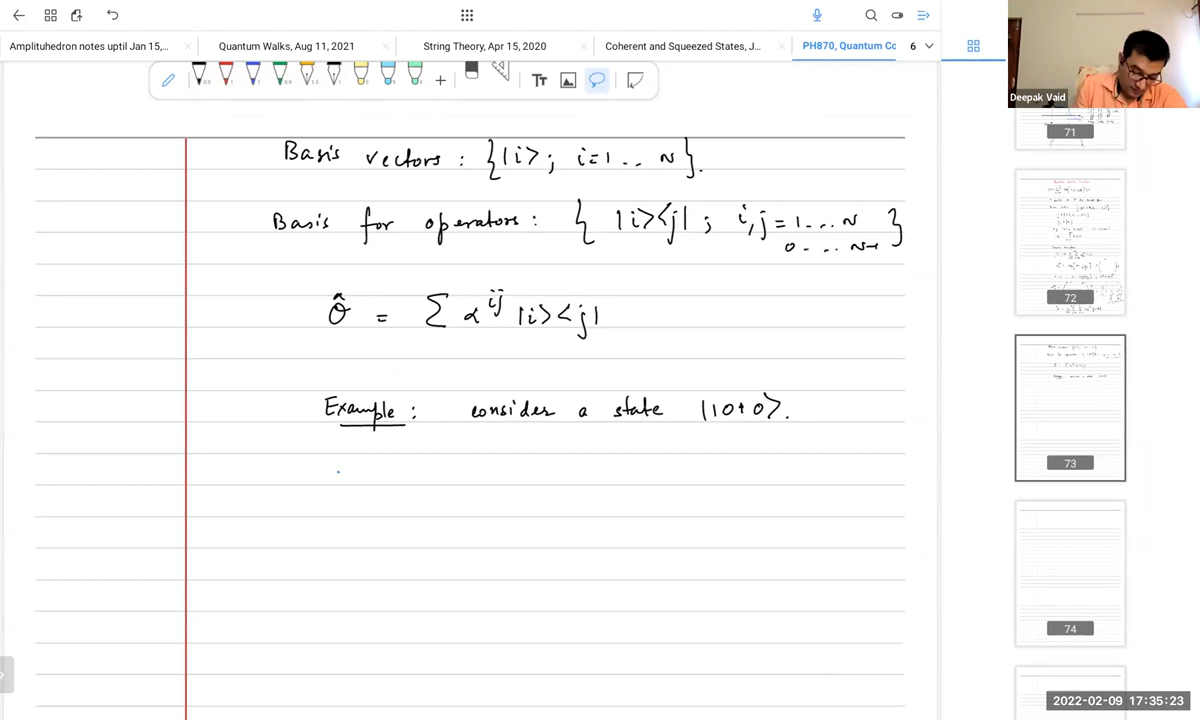 Amplituhedron notes uptil Jan 15,...
Quantum Walks, Aug 11, 2021
String Theory, Apr 15, 2020
Coherent and Squeezed States, J...
PH870, Quantum Cc
6
Tт
Deepak Vaid
Basis vectors : {|i>; i=1 .. N}.
Basis for operators : { |i><j| ; i,j = 1 ... N }
0 . ... N-1
Ô = Σ α^ij |i><j|
Example : consider a state |10+0>.
71
72
73
74
2022-02-09 17:35:23